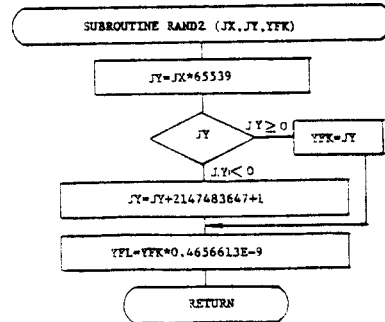 SUBROUTINE RAND2 (JX,JY,YFK)
JY=JX*65539
JY
JY≥0
YFK=JY
JY<0
JY=JY+2147483647+1
YFL=YFK*0.4656613E-9
RETURN